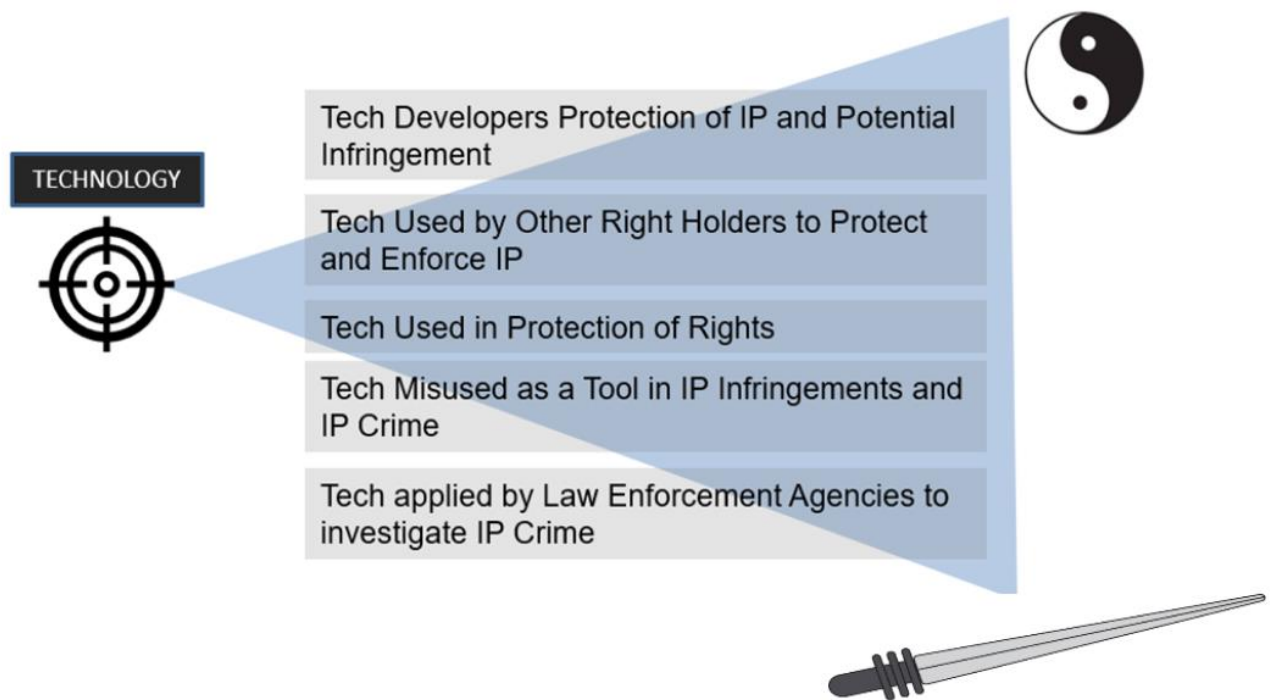 TECHNOLOGY
Tech Developers Protection of IP and Potential
Infringement
Tech Used by Other Right Holders to Protect
and Enforce IP
Tech Used in Protection of Rights
Tech Misused as a Tool in IP Infringements and
IP Crime
Tech applied by Law Enforcement Agencies to
investigate IP Crime